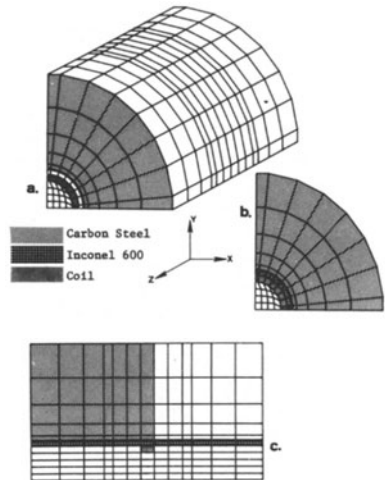 a.
b.
Carbon Steel
Inconel 600
Coil
Y
X
Z
c.